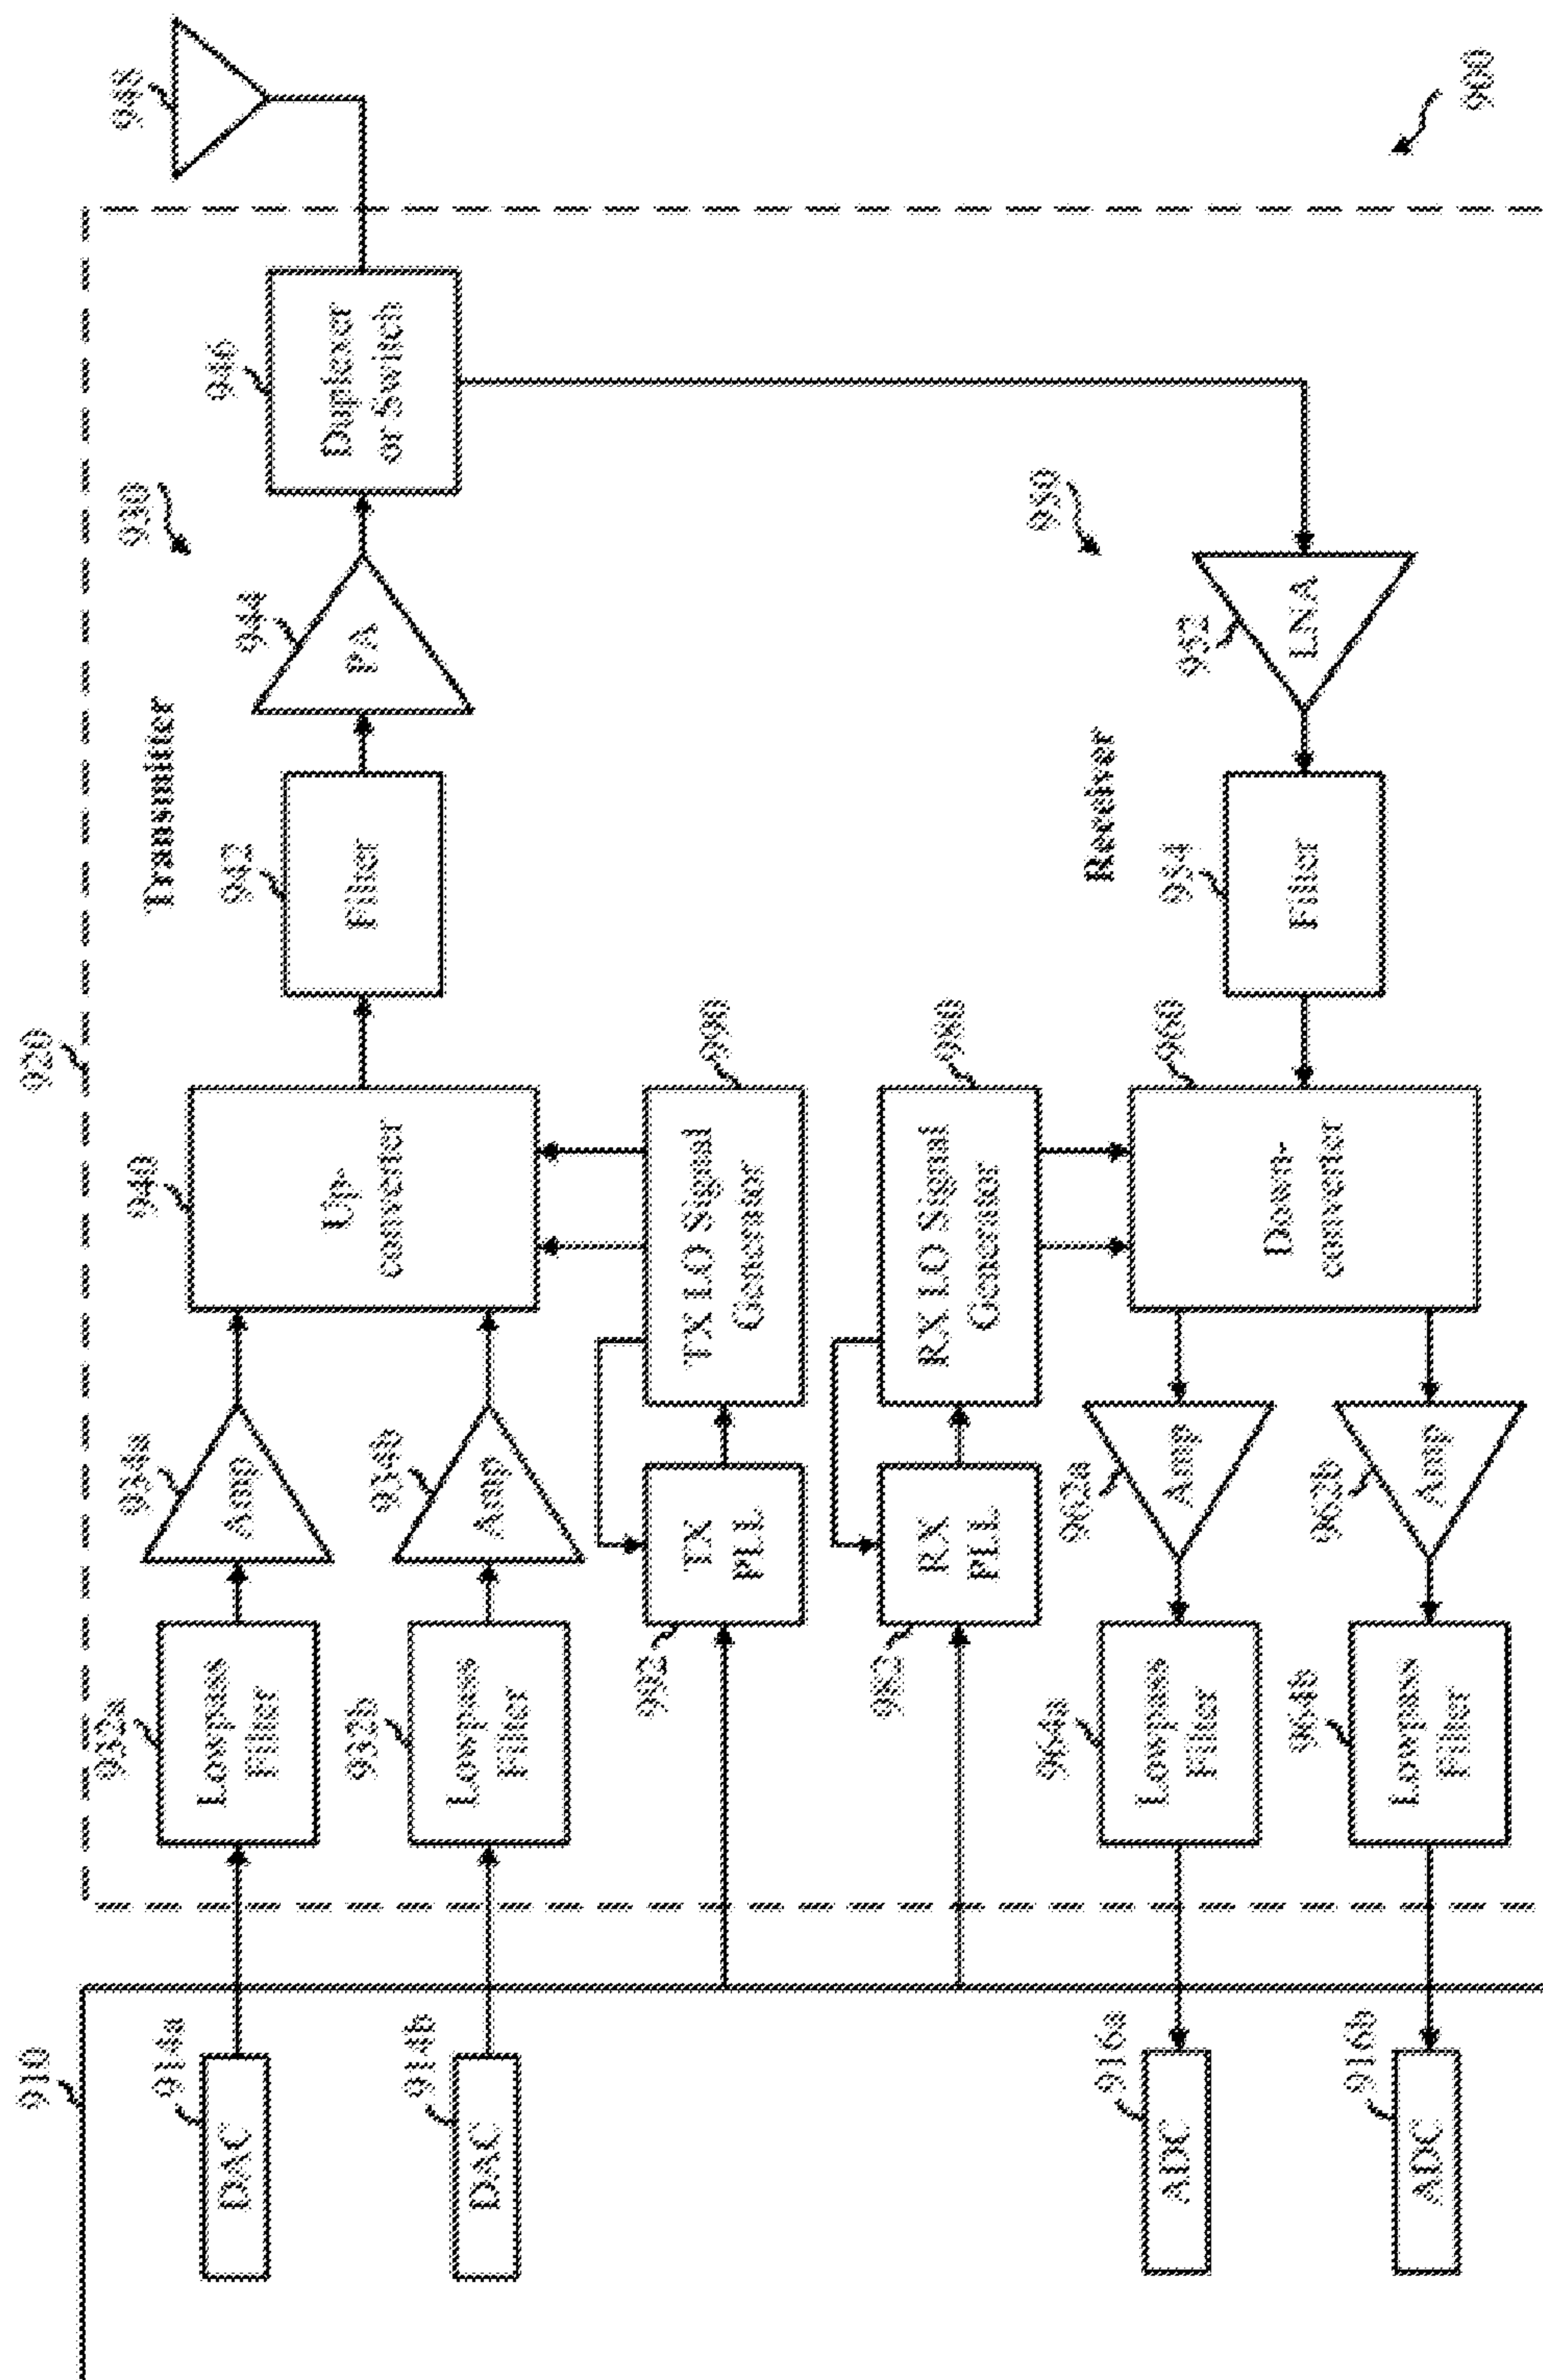 900
910
920
914a
DAC
932a
Lowpass
Filter
934a
Amp
940
Up-
converter
Transmitter
942
Filter
944
PA
930
946
Duplexer
or Switch
948
914b
DAC
932b
Lowpass
Filter
934b
Amp
992
TX
PLL
TX LO Signal
Generator
990
982
RX
PLL
RX LO Signal
Generator
980
916a
ADC
964a
Lowpass
Filter
962a
Amp
960
Down-
converter
Receiver
954
Filter
952
LNA
950
916b
ADC
964b
Lowpass
Filter
962b
Amp